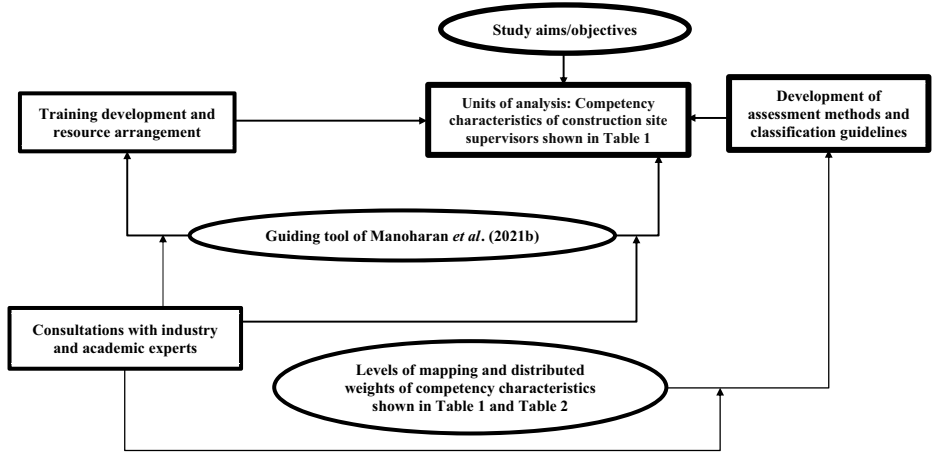 Study aims/objectives
Training development and
resource arrangement
Units of analysis: Competency
characteristics of construction site
supervisors shown in Table 1
Development of
assessment methods and
classification guidelines
Guiding tool of Manoharan et al. (2021b)
Consultations with industry
and academic experts
Levels of mapping and distributed
weights of competency characteristics
shown in Table 1 and Table 2